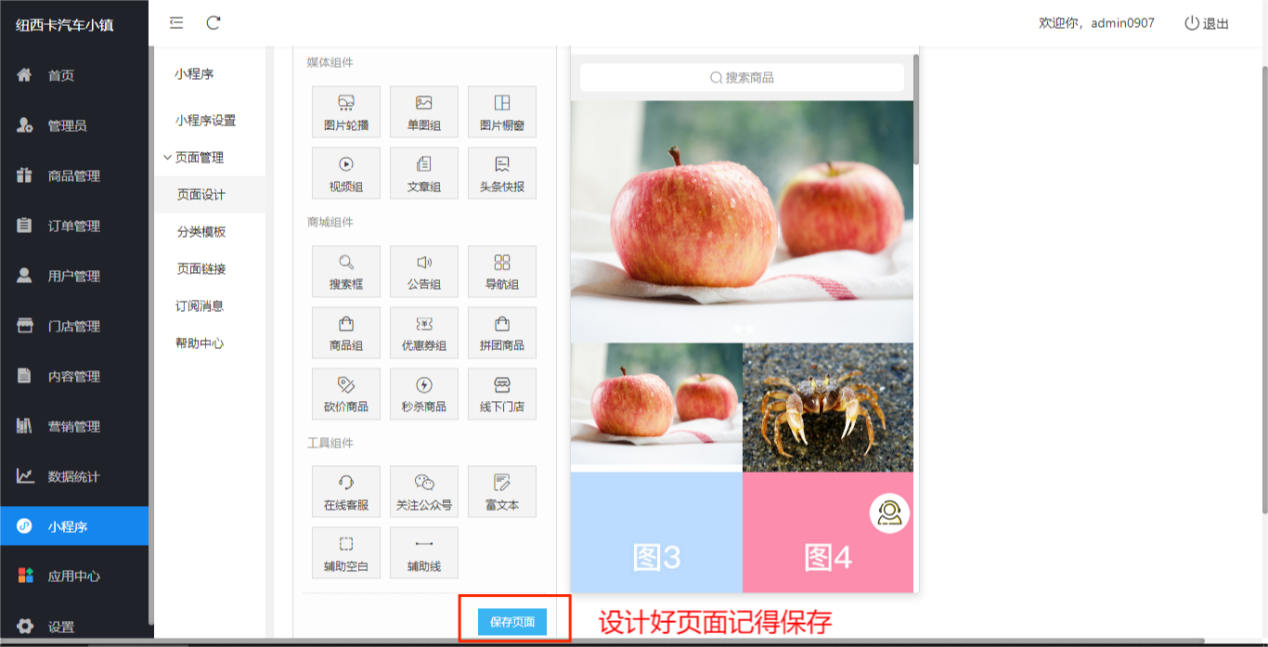 纽西卡汽车小镇
欢迎你，admin0907
退出
首页
管理员
商品管理
订单管理
用户管理
门店管理
内容管理
营销管理
数据统计
小程序
应用中心
设置
小程序
小程序设置
页面管理
页面设计
分类模板
页面链接
订阅消息
帮助中心
媒体组件
图片轮播
单图组
图片橱窗
视频组
文章组
头条快报
商城组件
搜索框
公告组
导航组
商品组
优惠券组
拼团商品
砍价商品
秒杀商品
线下门店
工具组件
在线客服
关注公众号
富文本
辅助空白
辅助线
保存页面
搜索商品
图3
图4
设计好页面记得保存